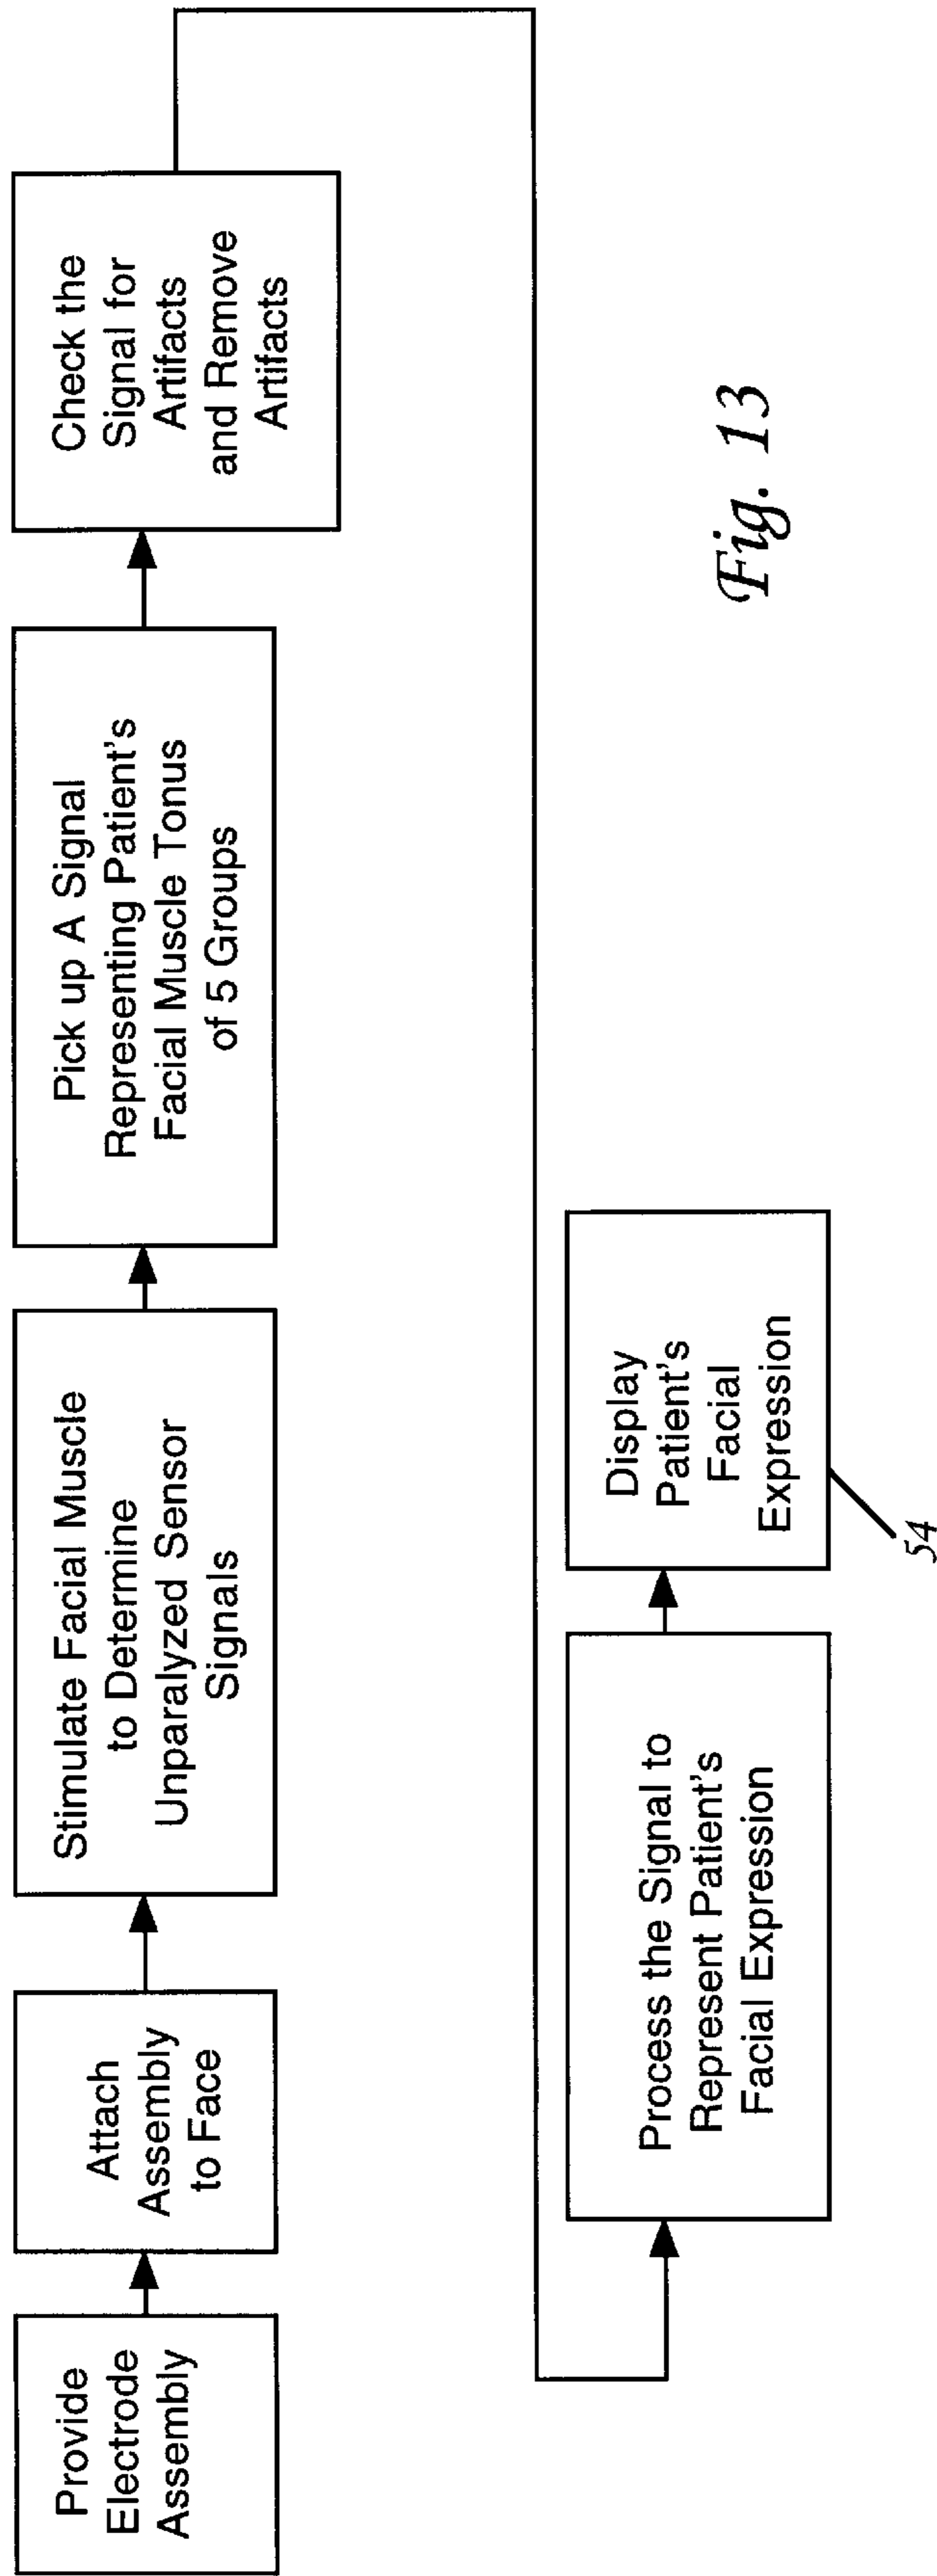 Provide
Electrode
Assembly
Attach
Assembly
to Face
Stimulate Facial Muscle
to Determine
Unparalyzed Sensor
Signals
Pick up A Signal
Representing Patient's
Facial Muscle Tonus
of 5 Groups
Check the
Signal for
Artifacts
and Remove
Artifacts
Process the Signal to
Represent Patient's
Facial Expression
Display
Patient's
Facial
Expression
54
Fig. 13